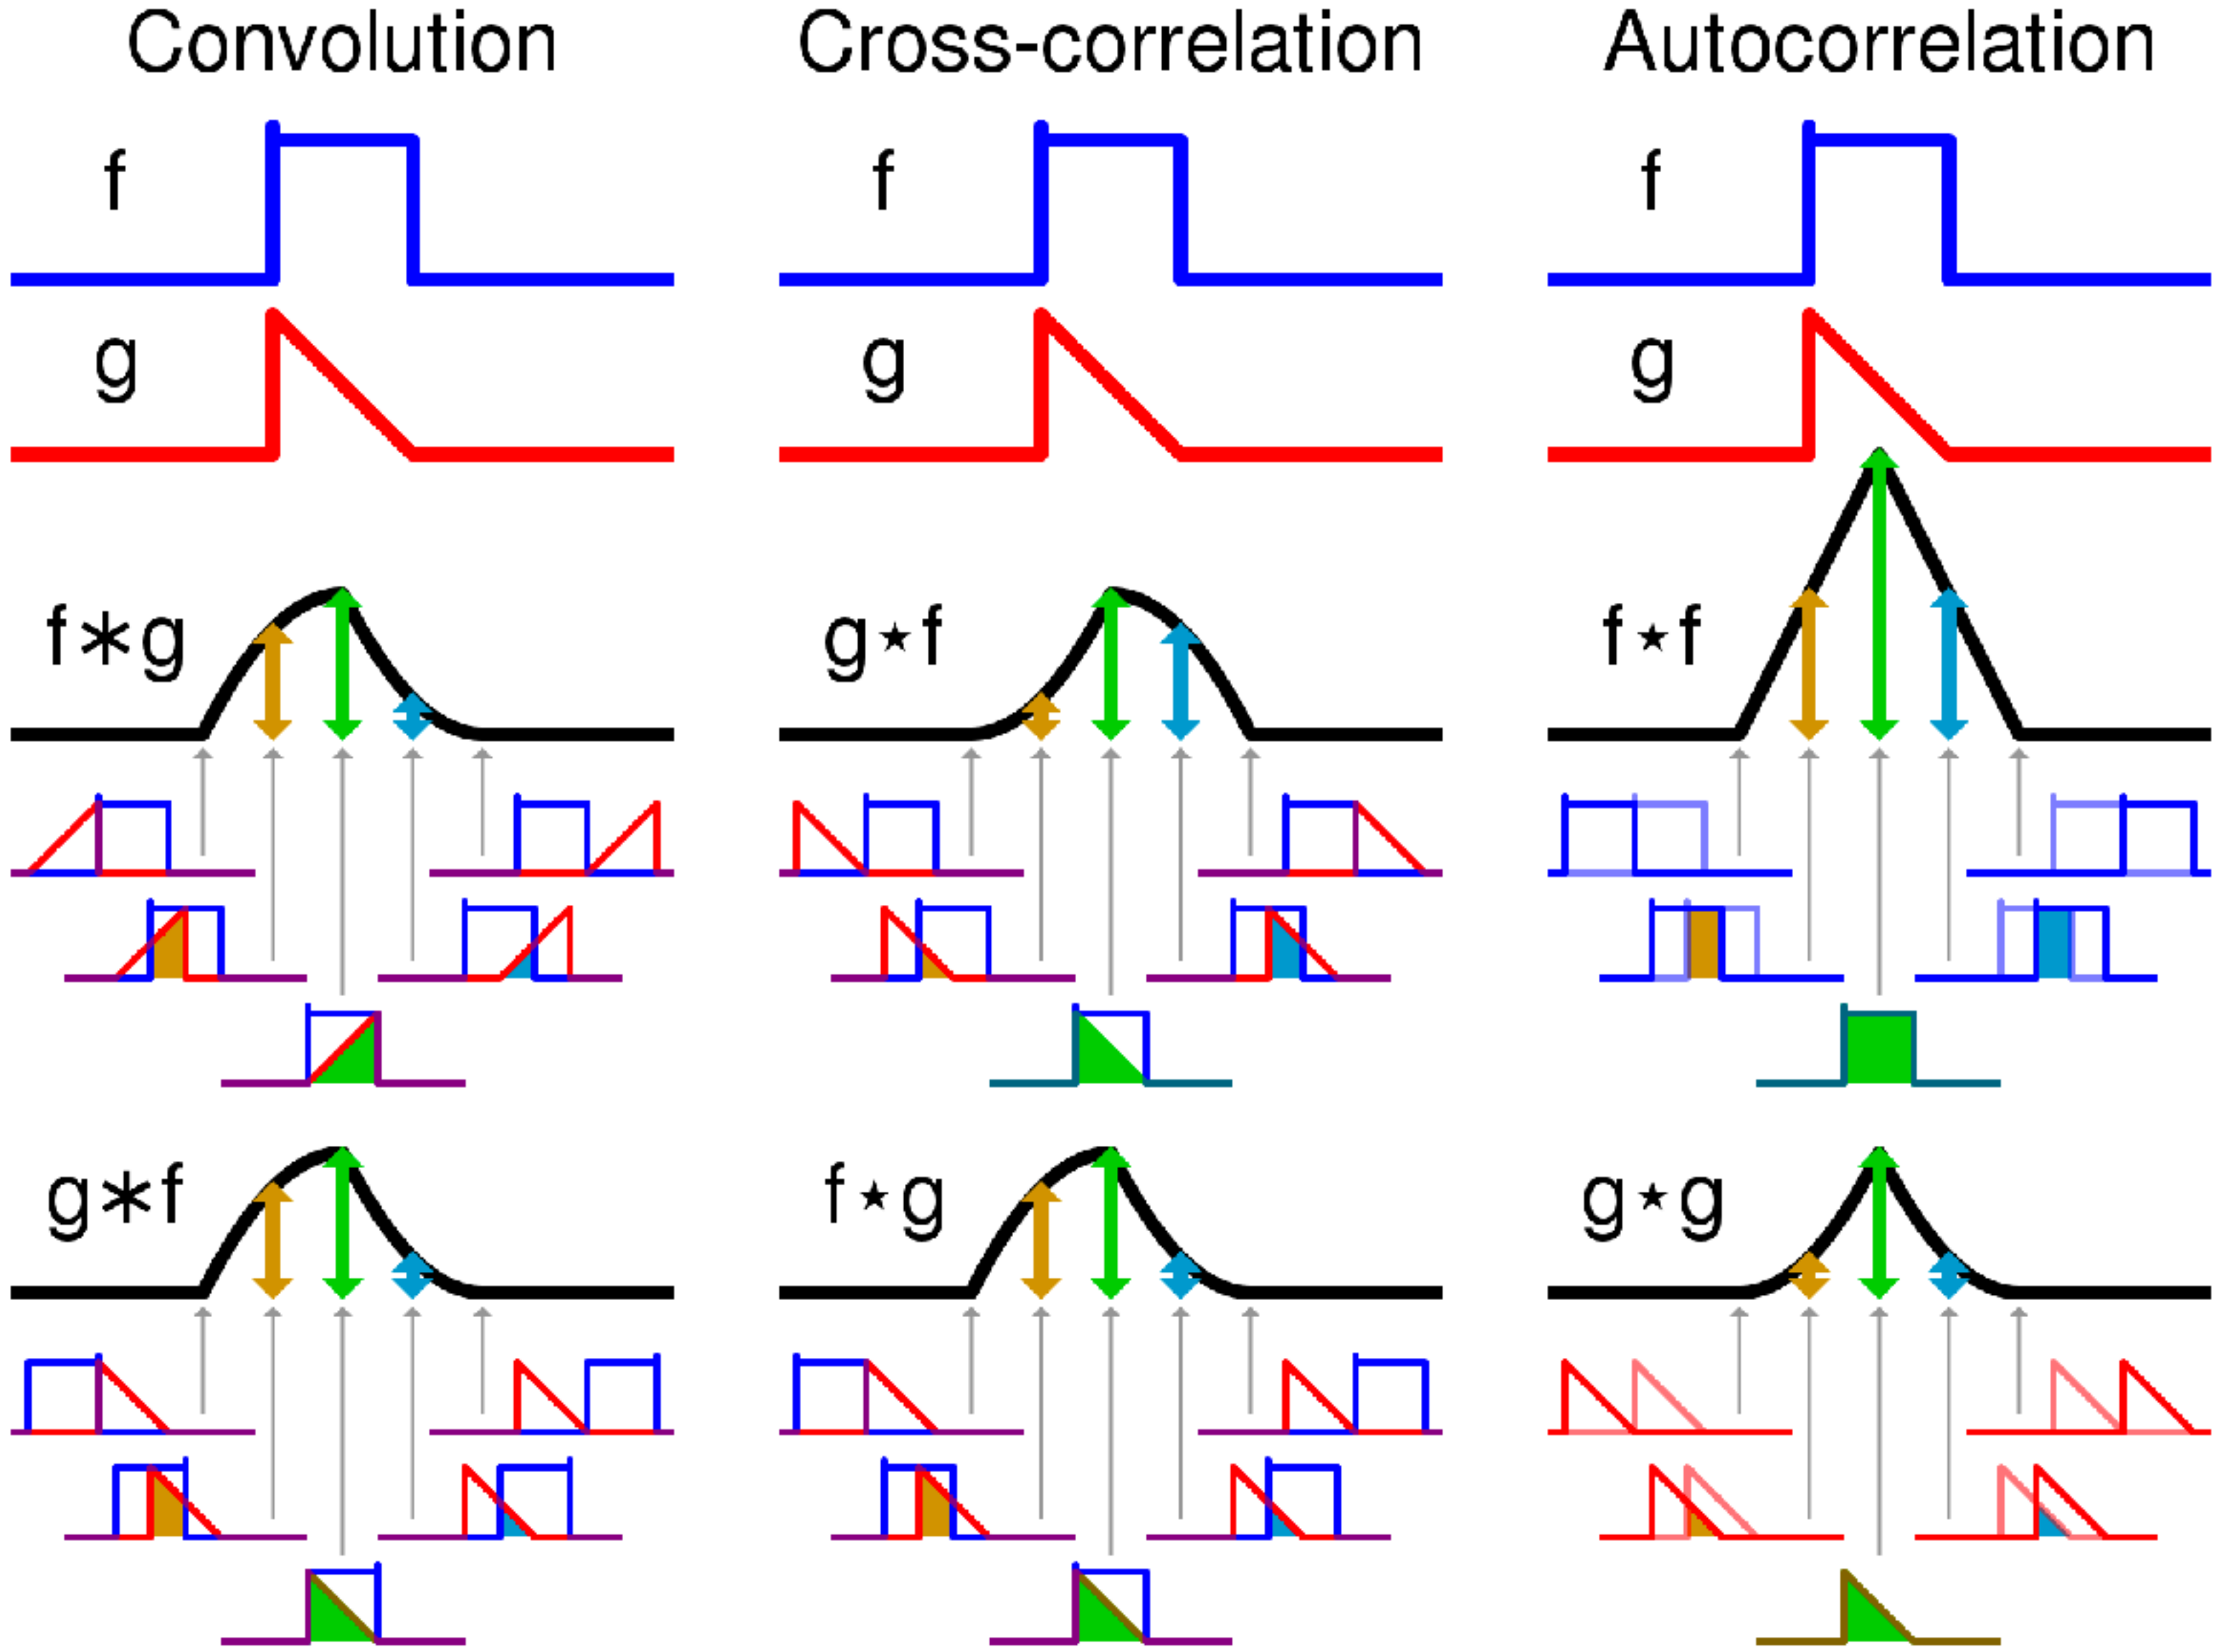 Convolution Cross-correlation Autocorrelation
f f f
g g g
f∗g g⋆f f⋆f
g∗f f⋆g g⋆g